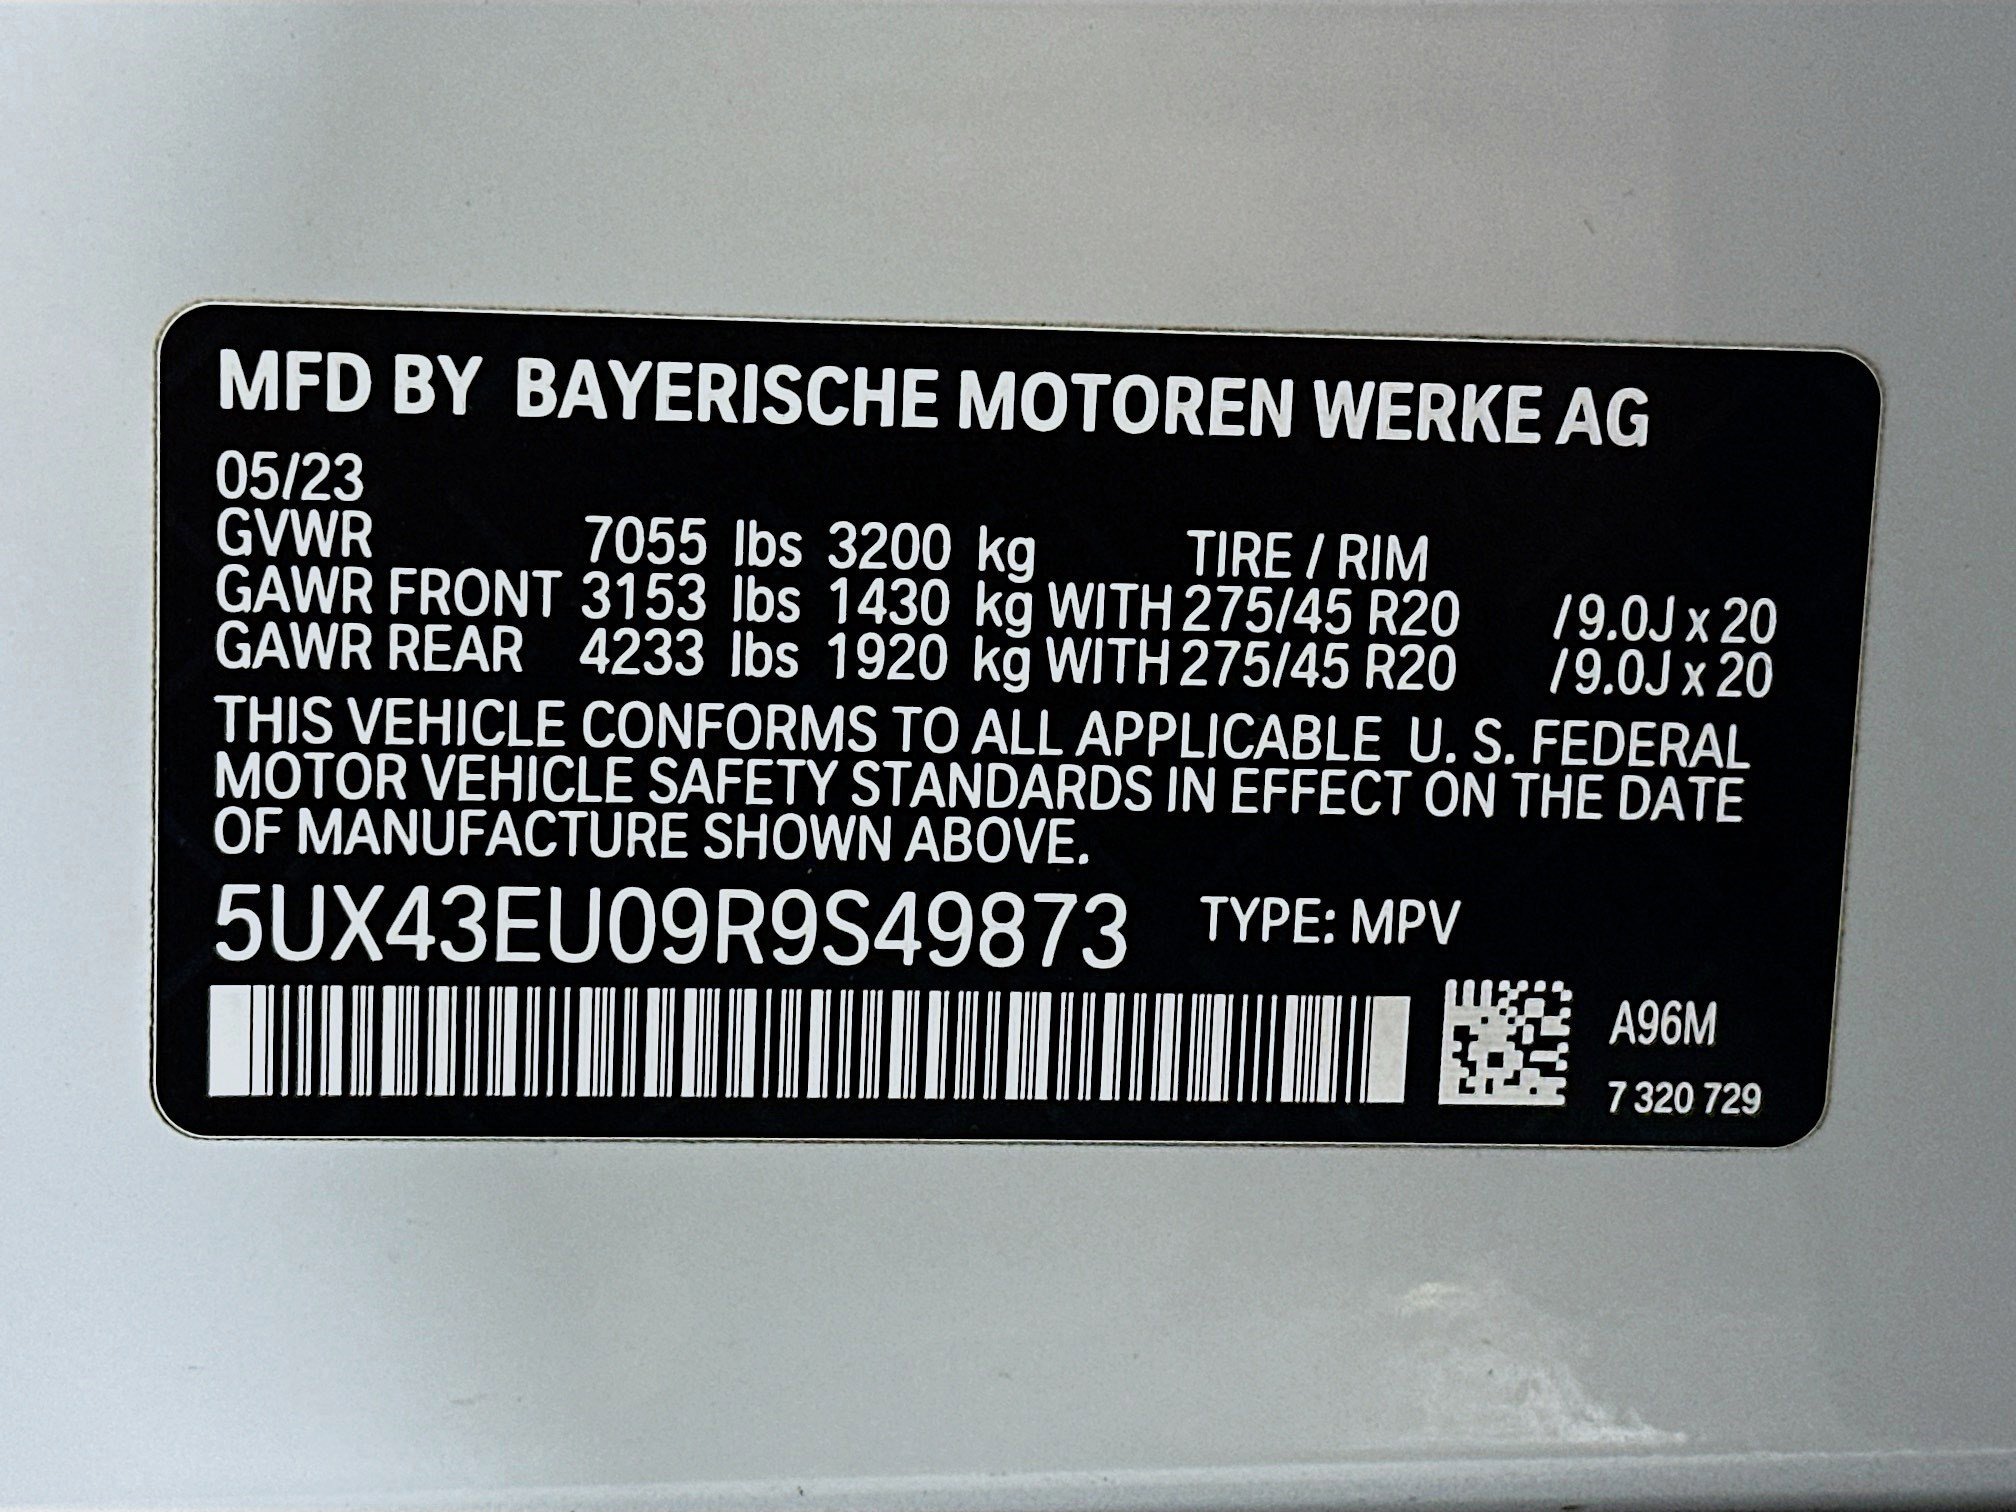 MFD BY BAYERISCHE MOTOREN WERKE AG
05/23
GVWR 7055 lbs 3200 kg TIRE / RIM
GAWR FRONT 3153 lbs 1430 kg WITH 275/45 R20 / 9.0J x 20
GAWR REAR 4233 lbs 1920 kg WITH 275/45 R20 / 9.0J x 20
THIS VEHICLE CONFORMS TO ALL APPLICABLE U. S. FEDERAL
MOTOR VEHICLE SAFETY STANDARDS IN EFFECT ON THE DATE
OF MANUFACTURE SHOWN ABOVE.
5UX43EU09R9S49873 TYPE: MPV
A96M
7 320 729